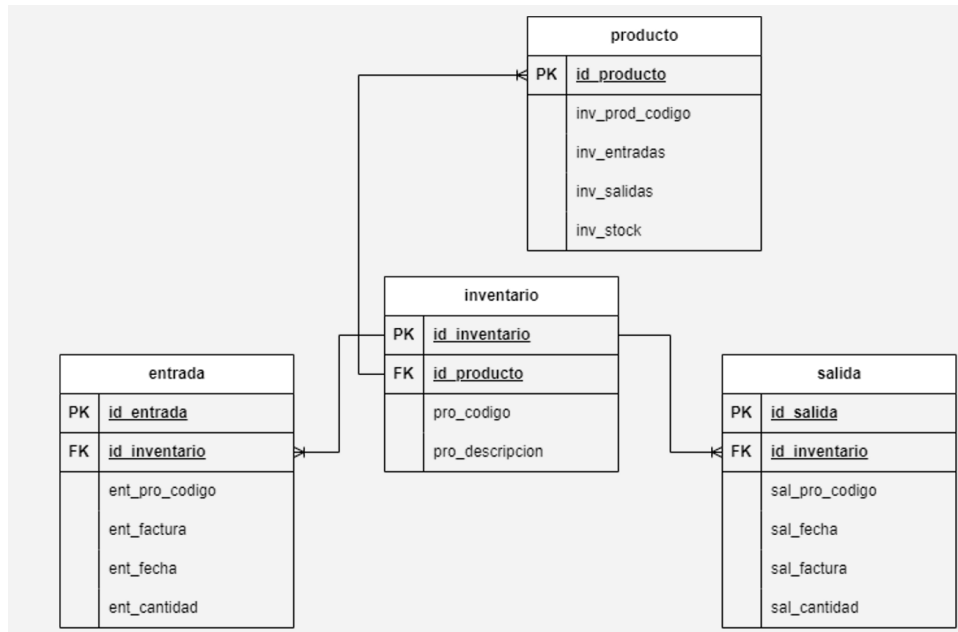 producto
PK id_producto
inv_prod_codigo
inv_entradas
inv_salidas
inv_stock
inventario
PK id_inventario
FK id_producto
pro_codigo
pro_descripcion
entrada
PK id_entrada
FK id_inventario
ent_pro_codigo
ent_factura
ent_fecha
ent_cantidad
salida
PK id_salida
FK id_inventario
sal_pro_codigo
sal_fecha
sal_factura
sal_cantidad